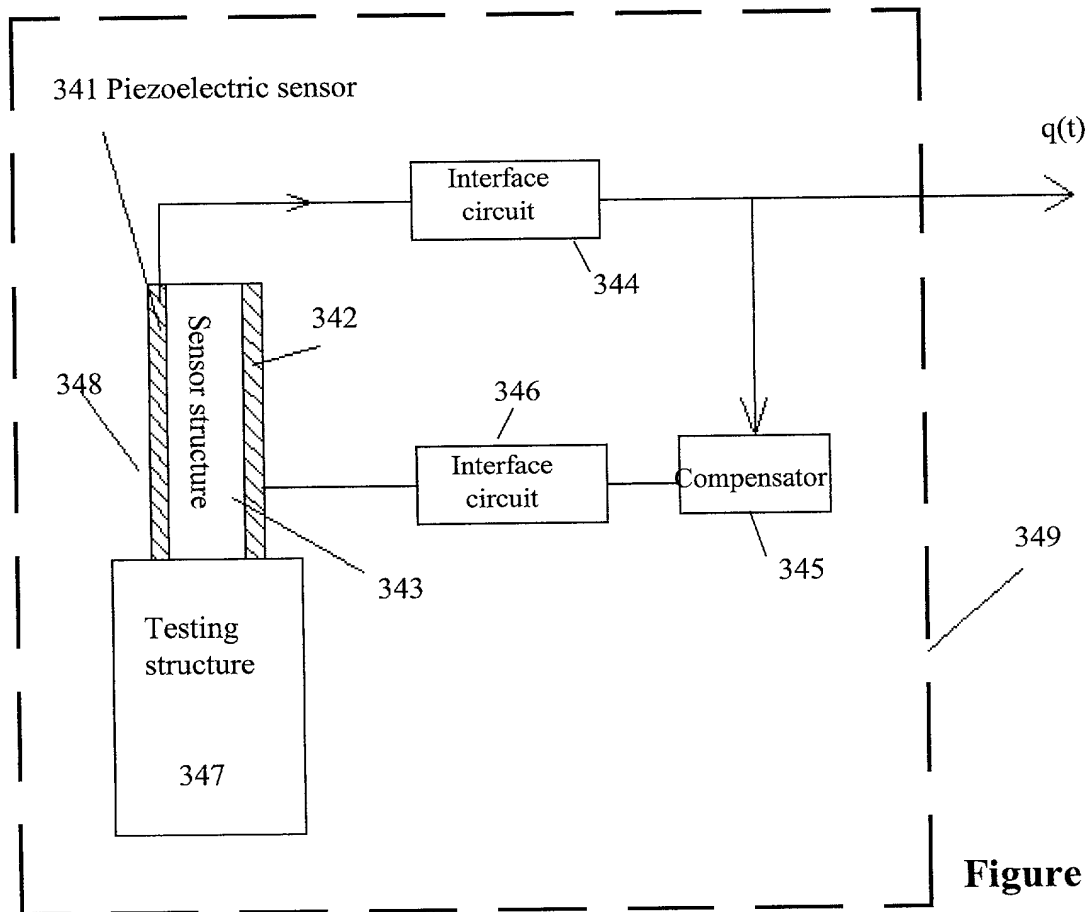 341 Piezoelectric sensor
q(t)
Interface
circuit
344
342
Sensor structure
348
346
Interface
circuit
Compensator
345
349
343
Testing
structure
347
Figure